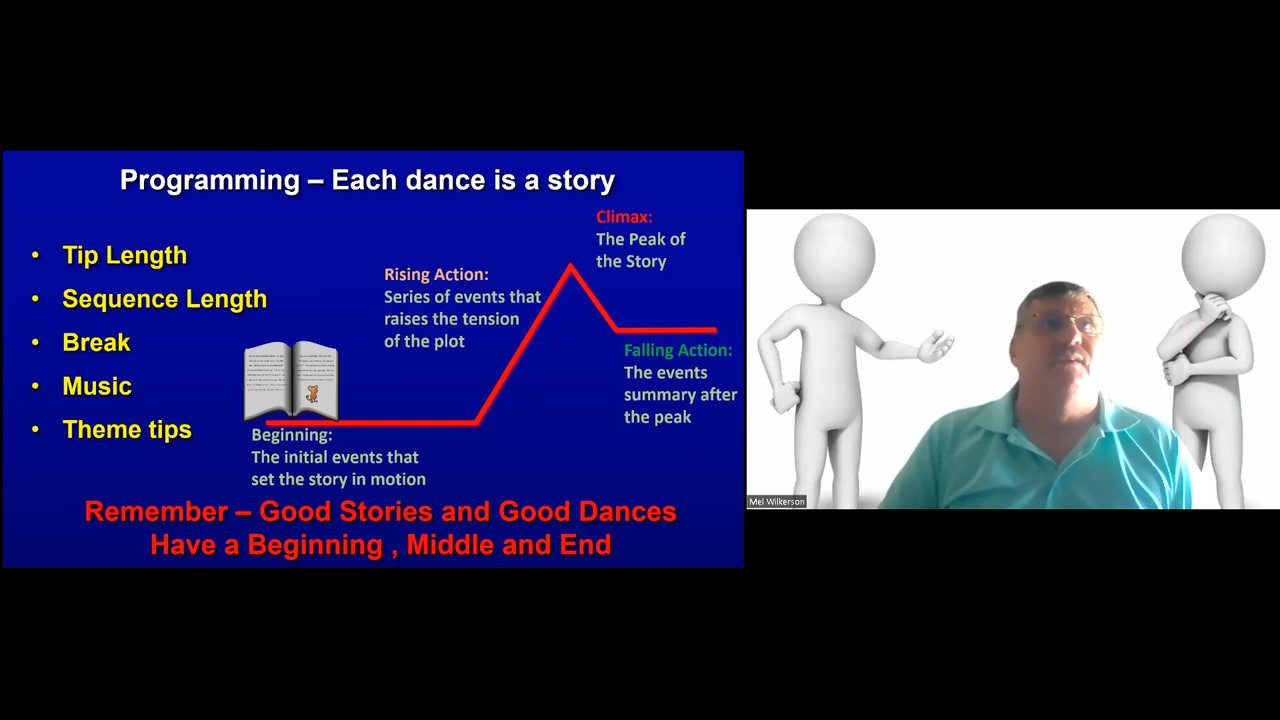 Programming – Each dance is a story
• Tip Length
• Sequence Length
• Break
• Music
• Theme tips
Beginning:
The initial events that
set the story in motion
Rising Action:
Series of events that
raises the tension
of the plot
Climax:
The Peak of
the Story
Falling Action:
The events
summary after
the peak
Remember – Good Stories and Good Dances
Have a Beginning , Middle and End
Mel Wilkerson